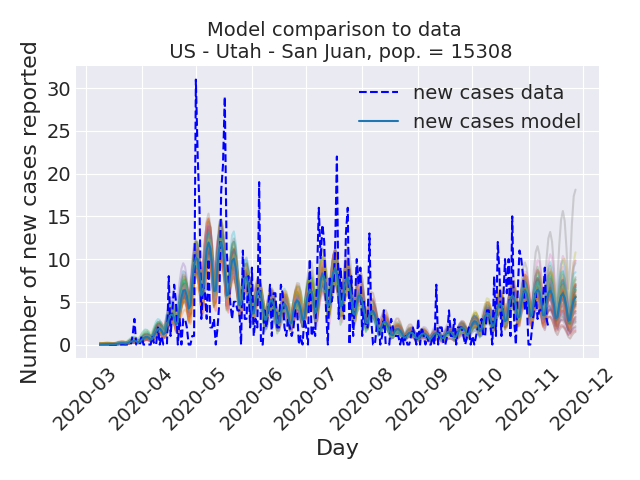 Model comparison to data
US - Utah - San Juan, pop. = 15308
Number of new cases reported
30
25
20
15
10
5
0
new cases data
new cases model
2020-03
2020-04
2020-05
2020-06
2020-07
2020-08
2020-09
2020-10
2020-11
2020-12
Day